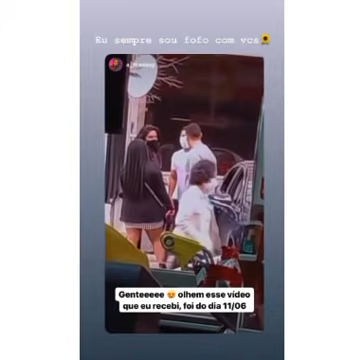 Eu sempre sou fofo com vcs🌻
Genteeeee 😍 olhem esse vídeo
que eu recebi, foi do dia 11/06